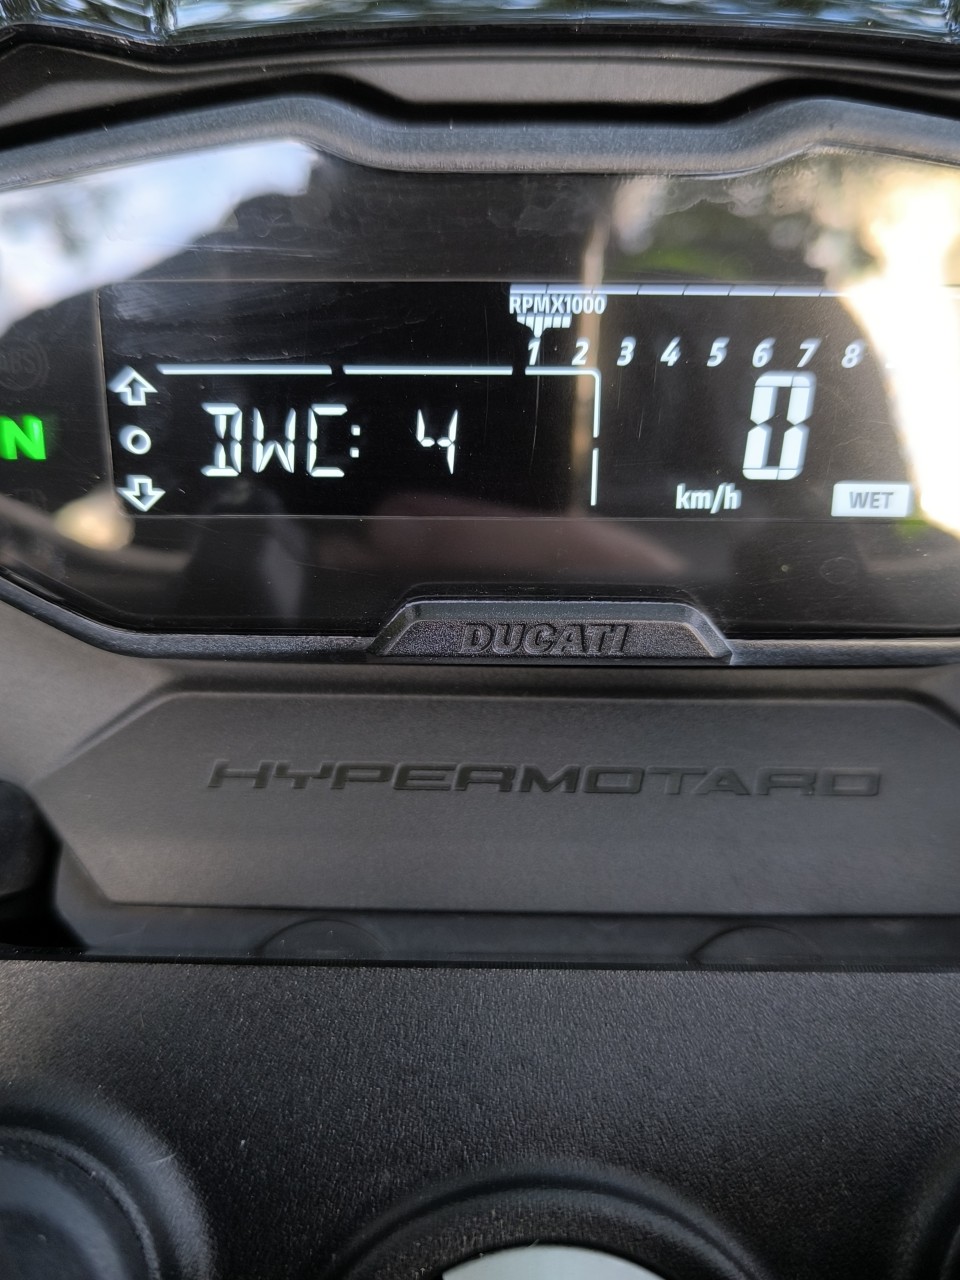 RPMX1000
1 2 3 4 5 6 7 8
N
DWC: 4
0
km/h
WET
DUCATI
HYPERMOTARD